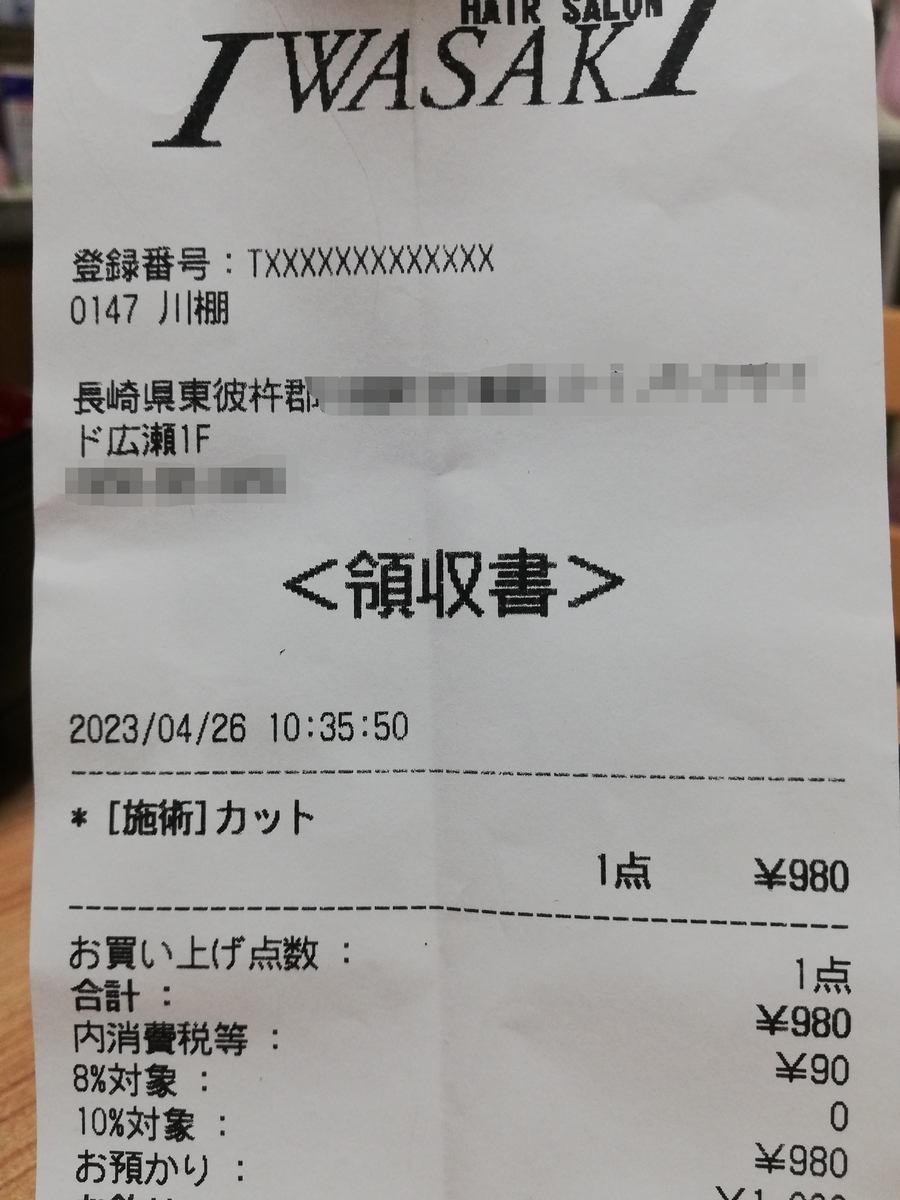 HAIR SALON
IWASAKI
登録番号：TXXXXXXXXXXXXX
0147 川棚
長崎県東彼杵郡
ド広瀬1F
＜領収書＞
2023/04/26 10:35:50
* [施術]カット
1点 ¥980
お買い上げ点数： 1点
合計： ¥980
内消費税等： ¥90
8%対象： 0
10%対象： ¥980
お預かり：